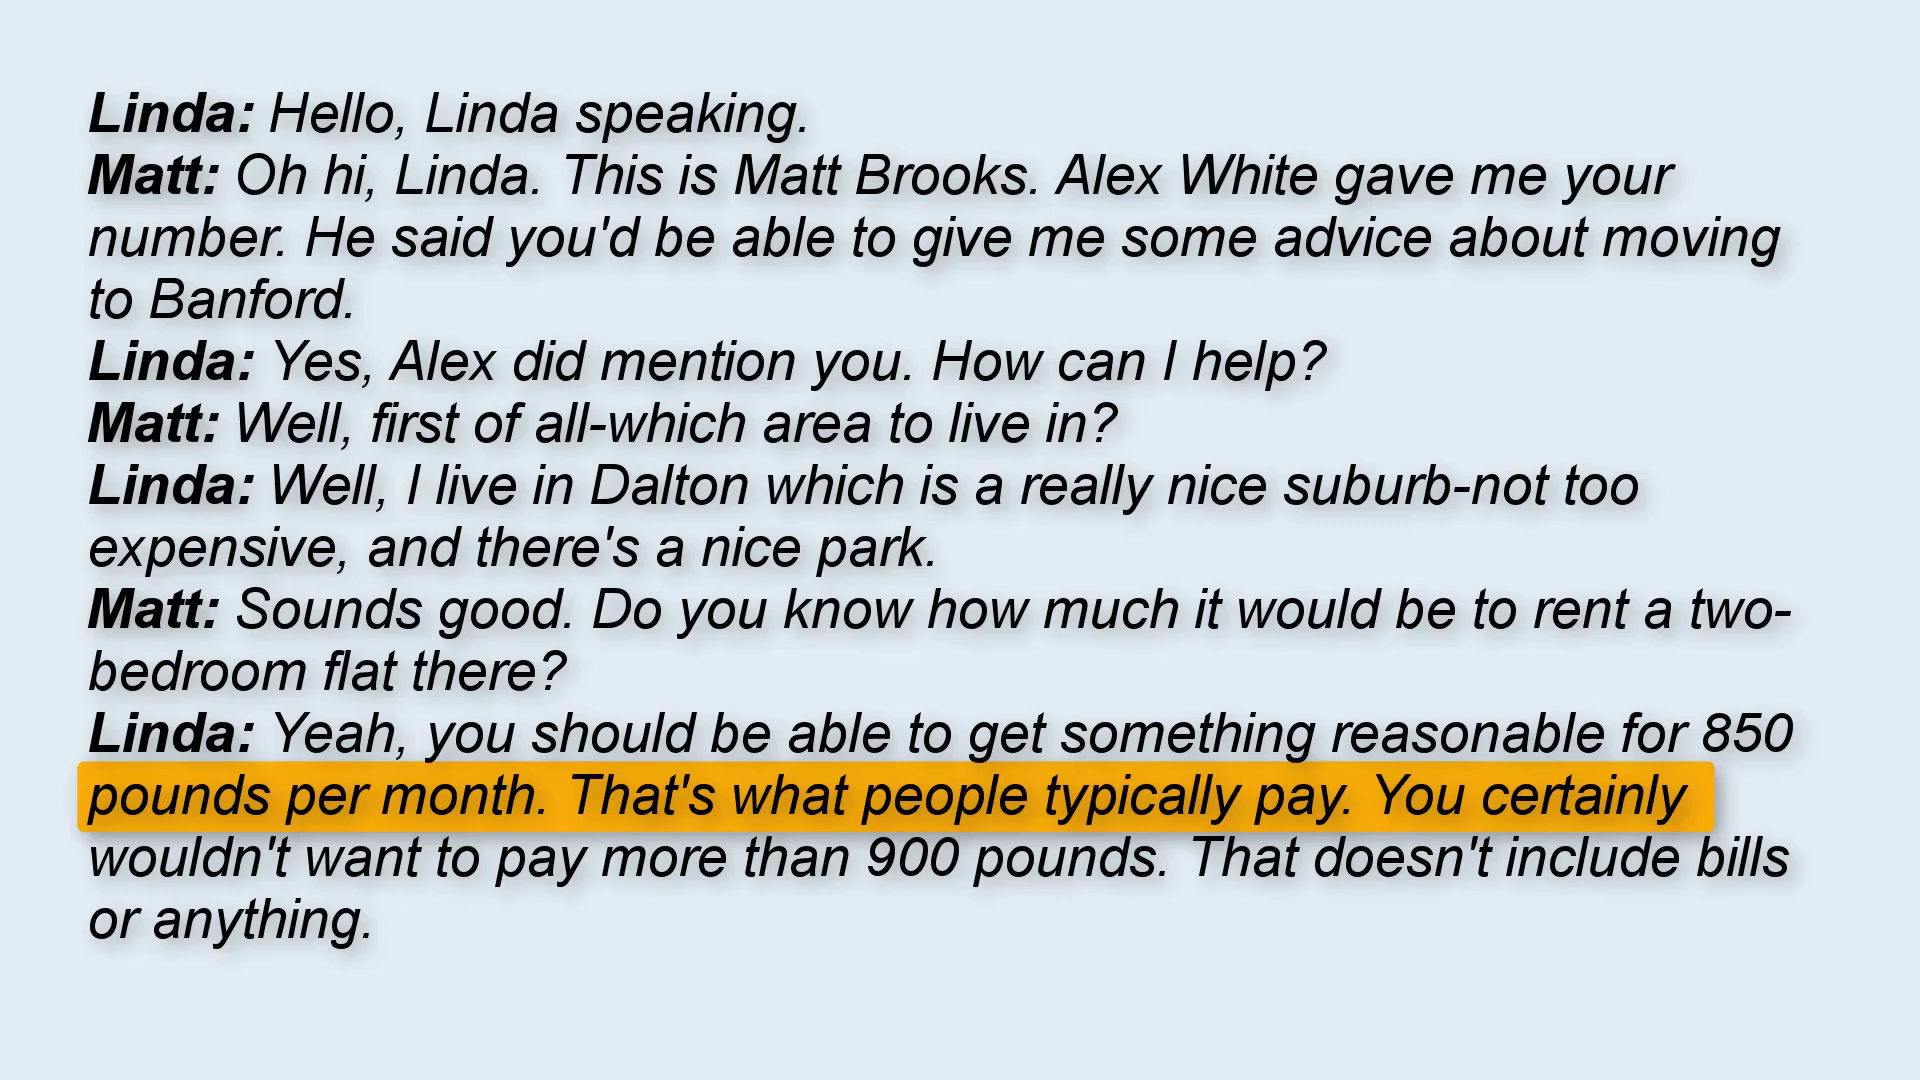 Linda: Hello, Linda speaking.
Matt: Oh hi, Linda. This is Matt Brooks. Alex White gave me your
number. He said you'd be able to give me some advice about moving
to Banford.
Linda: Yes, Alex did mention you. How can I help?
Matt: Well, first of all-which area to live in?
Linda: Well, I live in Dalton which is a really nice suburb-not too
expensive, and there's a nice park.
Matt: Sounds good. Do you know how much it would be to rent a two-
bedroom flat there?
Linda: Yeah, you should be able to get something reasonable for 850
pounds per month. That's what people typically pay. You certainly
wouldn't want to pay more than 900 pounds. That doesn't include bills
or anything.